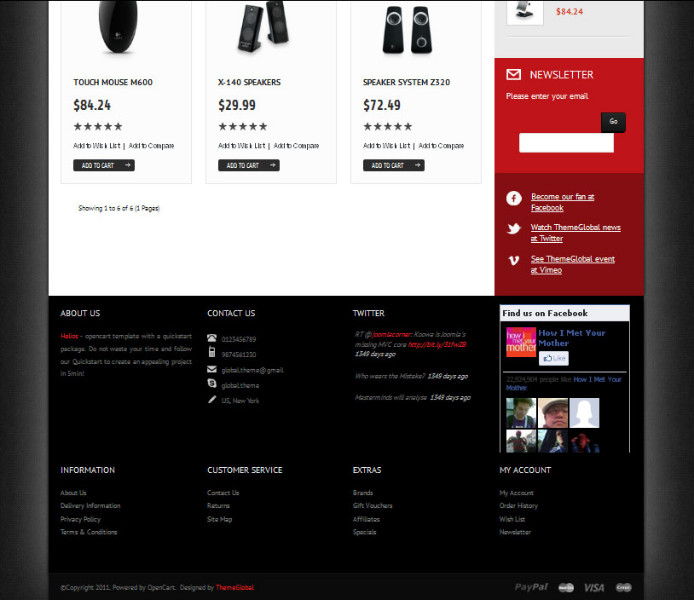 $84.24
NEWSLETTER
Please enter your email
Go
TOUCH MOUSE M600
$84.24
Add to Wish List | Add to Compare
ADD TO CART
X-140 SPEAKERS
$29.99
Add to Wish List | Add to Compare
ADD TO CART
SPEAKER SYSTEM Z320
$72.49
Add to Wish List | Add to Compare
ADD TO CART
Showing 1 to 6 of 6 (1 Pages)
Become our fan at
Facebook
Watch ThemeGlobal news
at Twitter
See ThemeGlobal event
at Vimeo
ABOUT US
Helios - opencart template with a quickstart
package. Do not waste your time and follow
our Quickstart to create an appealing project
in 5min!
CONTACT US
0123456789
9874561230
global.theme@gmail
global.theme
US, New York
TWITTER
RT @joomlacorner: Koowa is Joomla's
missing MVC core
1349 days ago
Who wears the Mistake? 1349 days ago
Masterminds will analyse 1349 days ago
Find us on Facebook
How I Met Your
Mother
Like
people like How I Met Your
Mother
INFORMATION
About Us
Delivery Information
Privacy Policy
Terms & Conditions
CUSTOMER SERVICE
Contact Us
Returns
Site Map
EXTRAS
Brands
Gift Vouchers
Affiliates
Specials
MY ACCOUNT
My Account
Order History
Wish List
Newsletter
©Copyright 2011. Powered by OpenCart. Designed by ThemeGlobal
PayPal
VISA